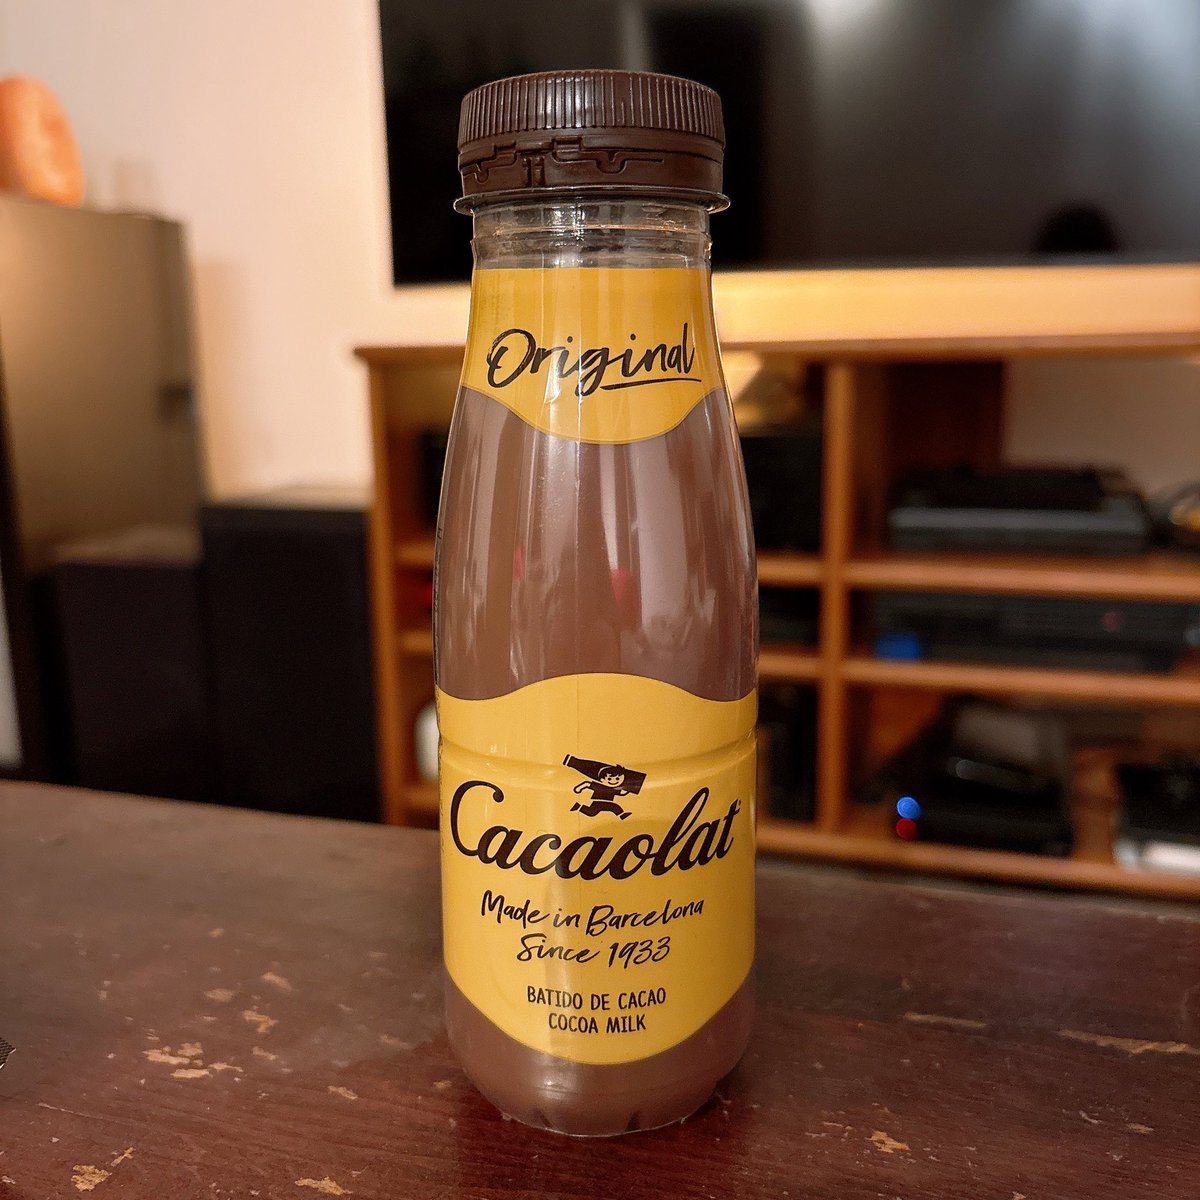 Original
Cacaolat
Made in Barcelona
Since 1933
BATIDO DE CACAO
COCOA MILK